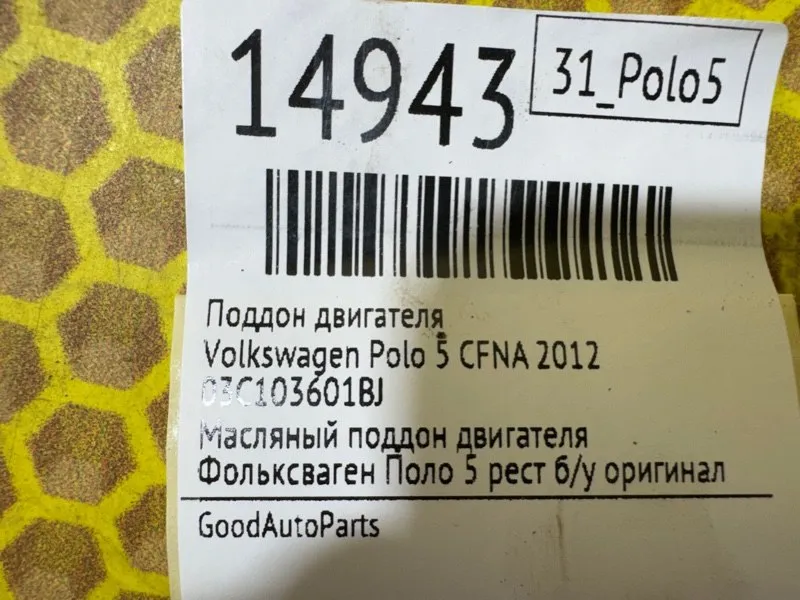 14943
31_Polo5
Поддон двигателя
Volkswagen Polo 5 CFNA 2012
03C103601BJ
Масляный поддон двигателя
Фольксваген Поло 5 рест б/у оригинал
GoodAutoParts